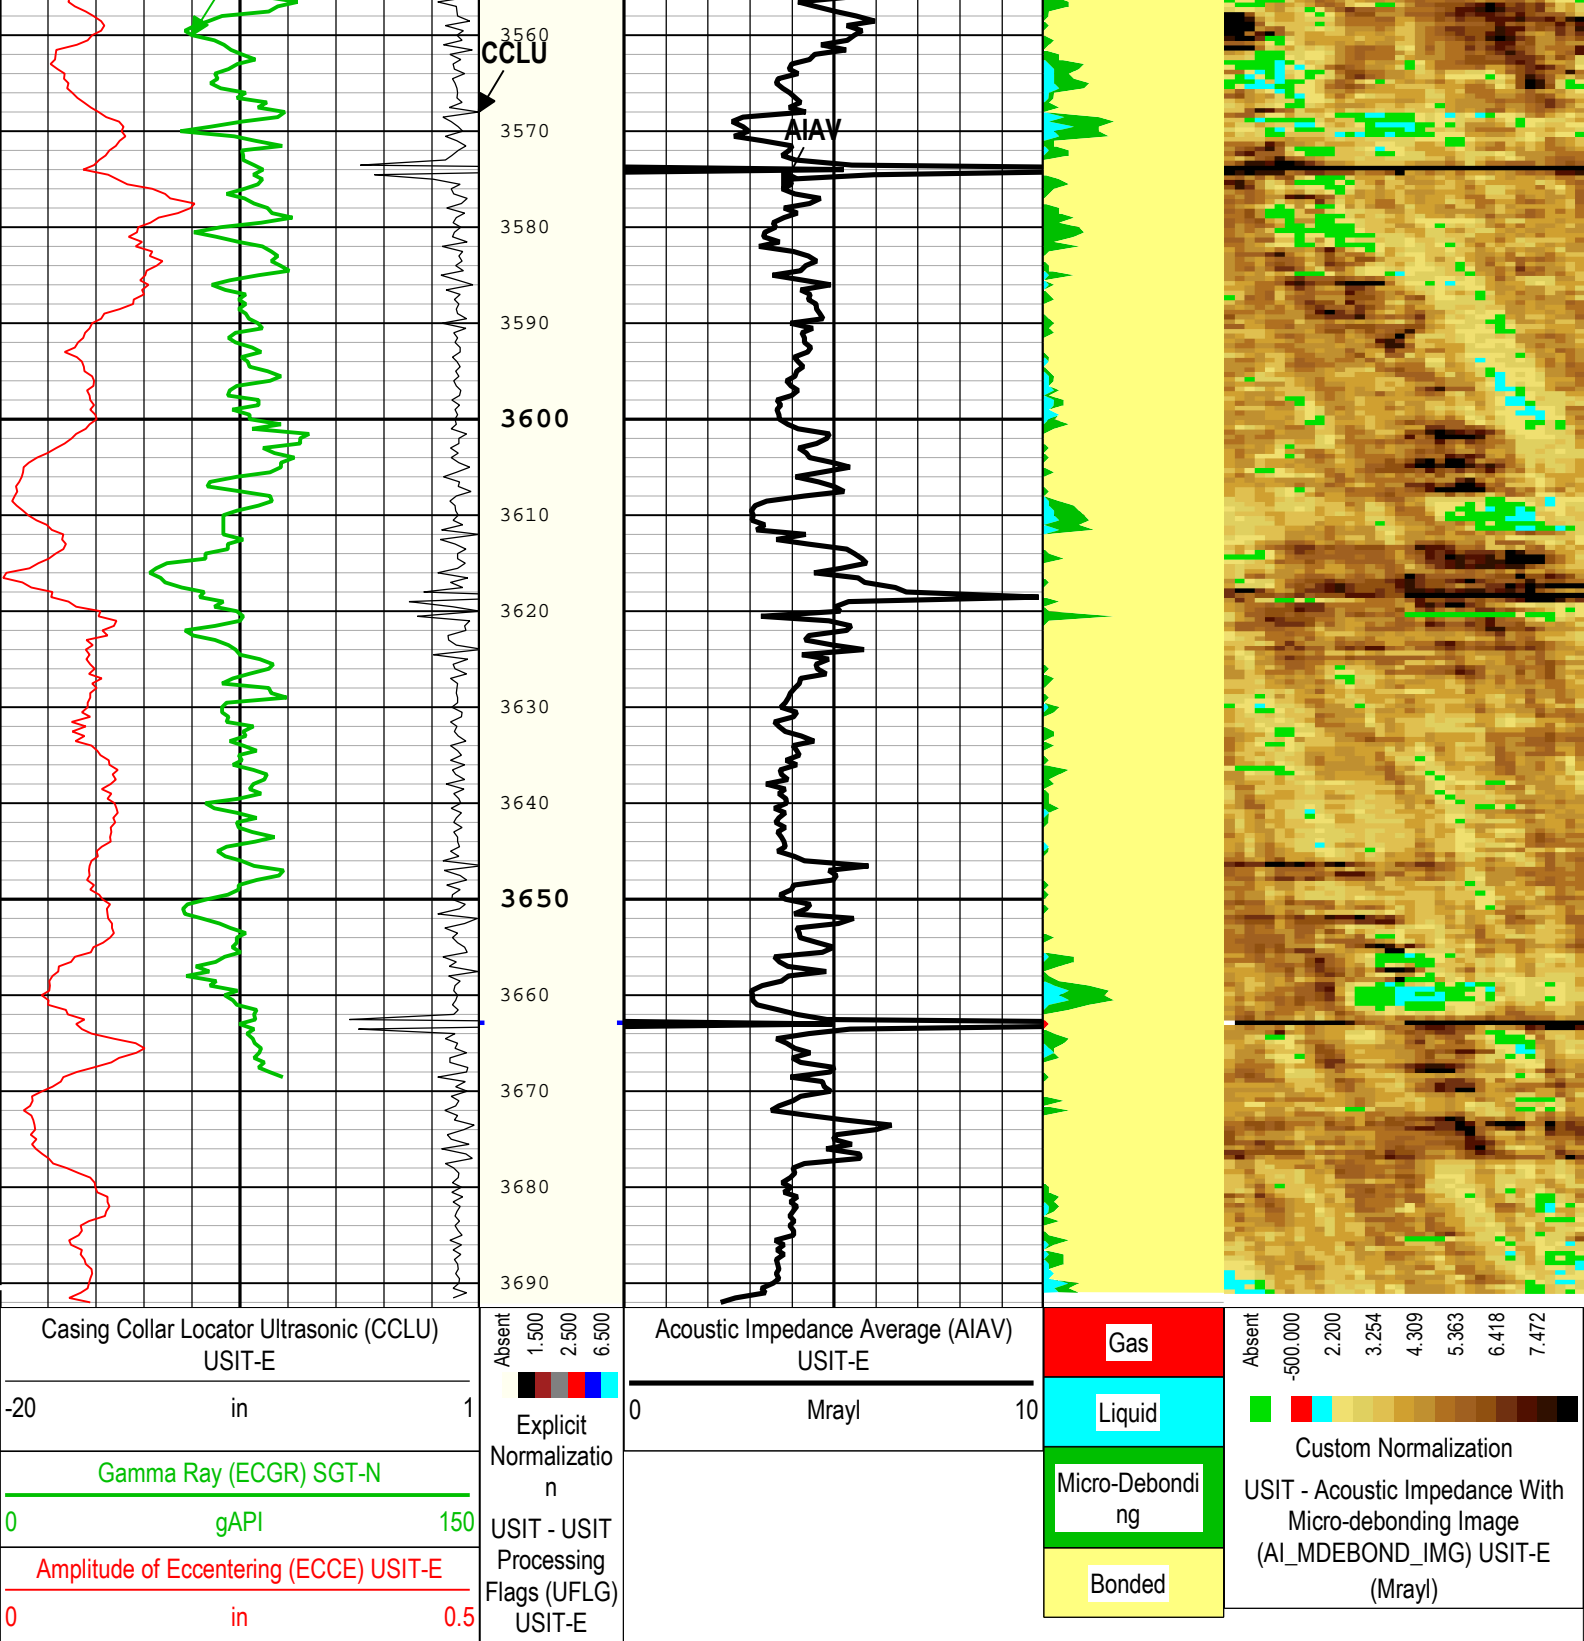 3560
CCLU
3570
AIAV
3580
3590
3600
3610
3620
3630
3640
3650
3660
3670
3680
3690
Casing Collar Locator Ultrasonic (CCLU)
USIT-E
-20 in 1
Gamma Ray (ECGR) SGT-N
0 gAPI 150
Amplitude of Eccentering (ECCE) USIT-E
0 in 0.5
Absent
1.500
2.500
6.500
Explicit
Normalizatio
n
USIT - USIT
Processing
Flags (UFLG)
USIT-E
Acoustic Impedance Average (AIAV)
USIT-E
0 Mrayl 10
Gas
Liquid
Micro-Debondi
ng
Bonded
Absent
-500.000
2.200
3.254
4.309
5.363
6.418
7.472
Custom Normalization
USIT - Acoustic Impedance With
Micro-debonding Image
(AI_MDEBOND_IMG) USIT-E
(Mrayl)